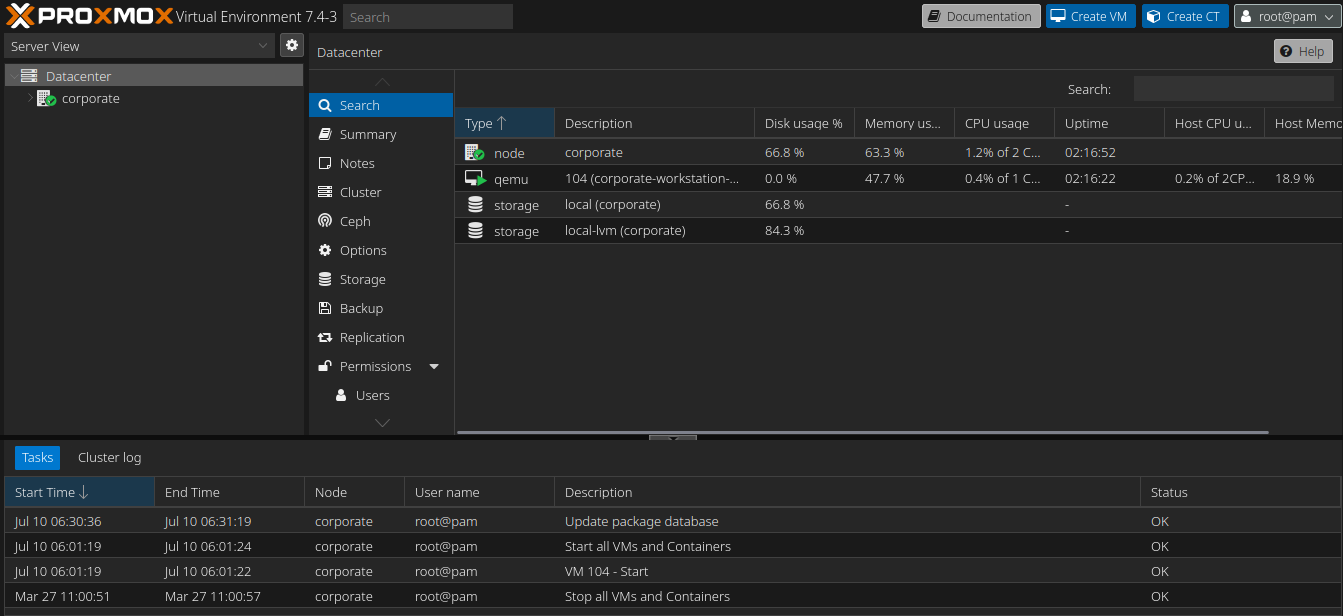 PROXMOX Virtual Environment 7.4-3 Search Documentation Create VM Create CT root@pam
Server View
Datacenter
corporate
Datacenter Help
Search
Summary
Notes
Cluster
Ceph
Options
Storage
Backup
Replication
Permissions
Users
Search:
Type Description Disk usage % Memory us... CPU usage Uptime Host CPU u... Host Memo
node corporate 66.8 % 63.3 % 1.2% of 2 C... 02:16:52
qemu 104 (corporate-workstation-... 0.0 % 47.7 % 0.4% of 1 C... 02:16:22 0.2% of 2CP... 18.9 %
storage local (corporate) 66.8 % -
storage local-lvm (corporate) 84.3 % -
Tasks Cluster log
Start Time End Time Node User name Description Status
Jul 10 06:30:36 Jul 10 06:31:19 corporate root@pam Update package database OK
Jul 10 06:01:19 Jul 10 06:01:24 corporate root@pam Start all VMs and Containers OK
Jul 10 06:01:19 Jul 10 06:01:22 corporate root@pam VM 104 - Start OK
Mar 27 11:00:51 Mar 27 11:00:57 corporate root@pam Stop all VMs and Containers OK